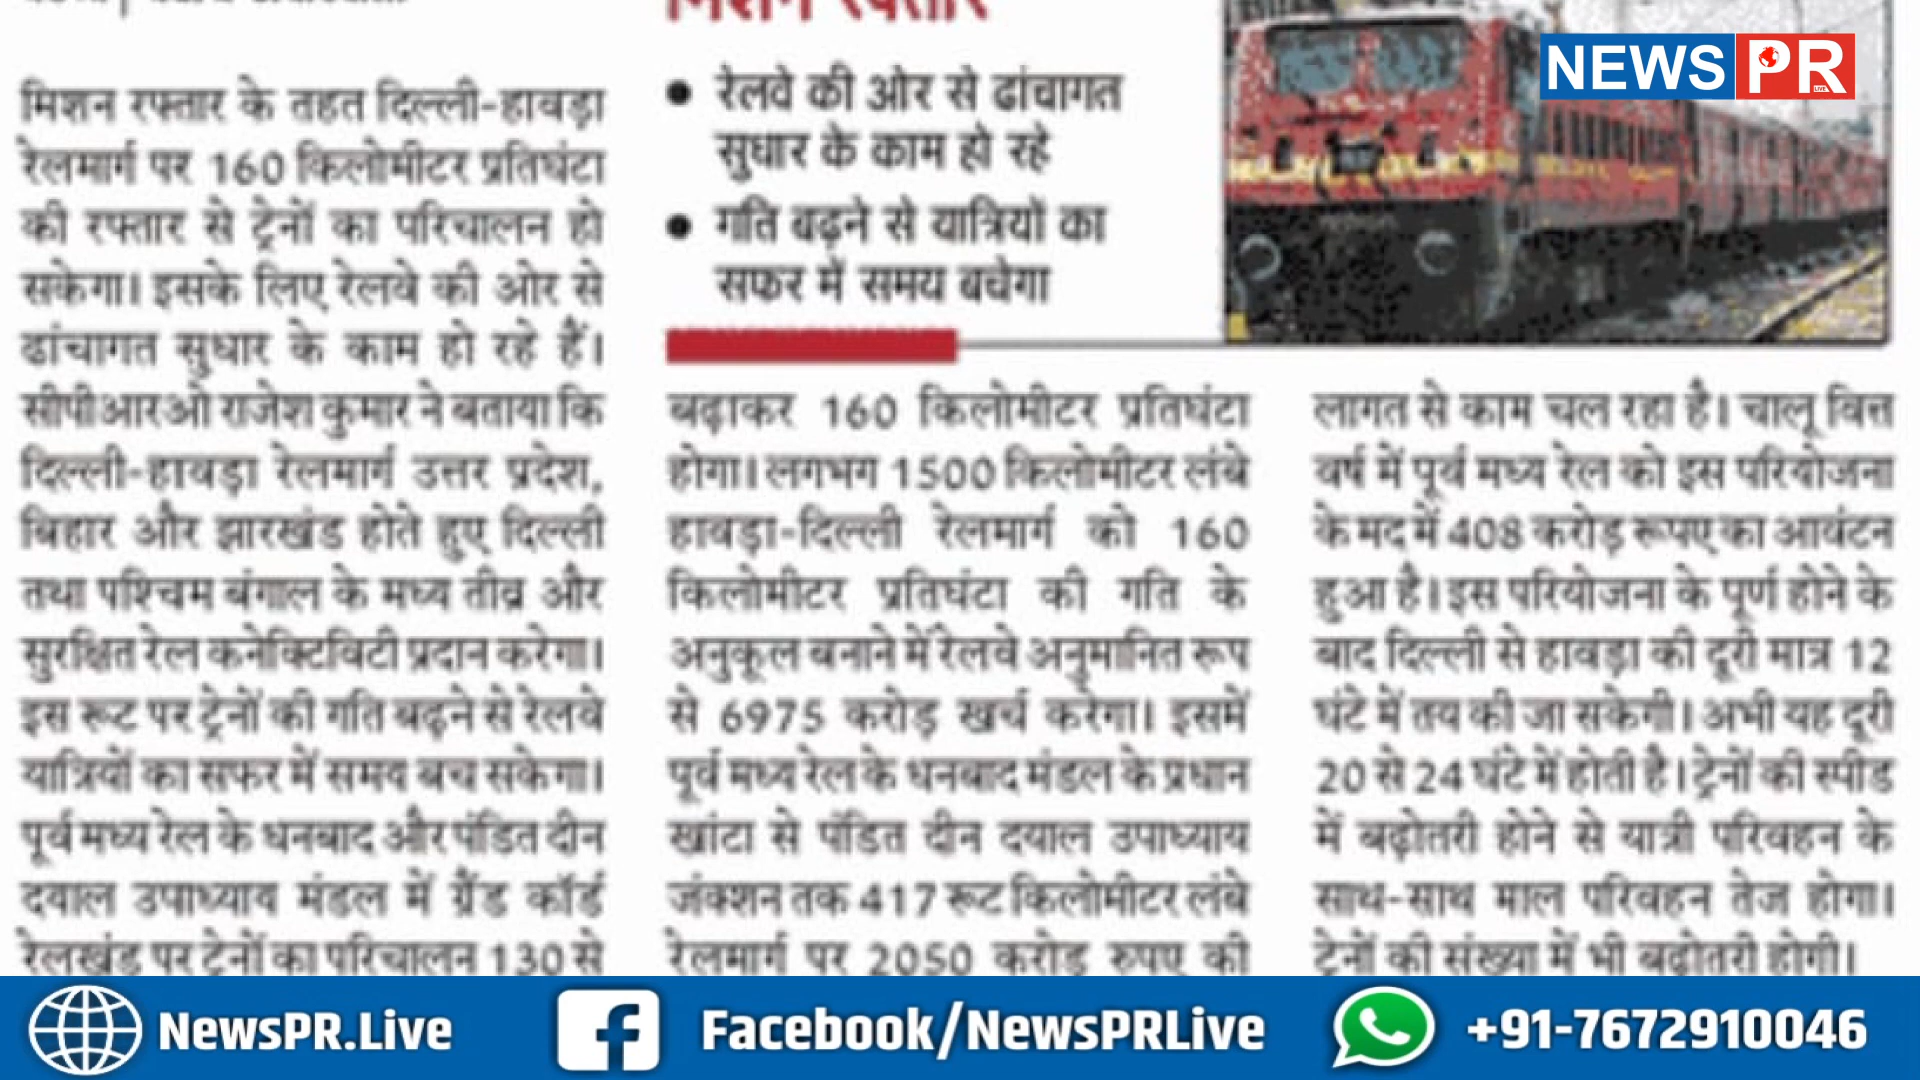 मिशन रफ्तार
• रेलवे की ओर से ढांचागत
सुधार के काम हो रहे
• गति बढ़ने से यात्रियों का
सफर में समय बचेगा
NEWS PR
LIVE
मिशन रफ्तार के तहत दिल्ली-हावड़ा
रेलमार्ग पर 160 किलोमीटर प्रतिघंटा
की रफ्तार से ट्रेनों का परिचालन हो
सकेगा। इसके लिए रेलवे की ओर से
ढांचागत सुधार के काम हो रहे हैं।
सीपीआरओ राजेश कुमार ने बताया कि
दिल्ली-हावड़ा रेलमार्ग उत्तर प्रदेश,
बिहार और झारखंड होते हुए दिल्ली
तथा पश्चिम बंगाल के मध्य तीव्र और
सुरक्षित रेल कनेक्टिविटी प्रदान करेगा।
इस रूट पर ट्रेनों की गति बढ़ने से रेलवे
यात्रियों का सफर में समय बच सकेगा।
पूर्व मध्य रेल के धनबाद और पंडित दीन
दयाल उपाध्याय मंडल में ग्रैंड कॉर्ड
रेलखंड पर ट्रेनों का परिचालन 130 से
बढ़ाकर 160 किलोमीटर प्रतिघंटा
होगा। लगभग 1500 किलोमीटर लंबे
हावड़ा-दिल्ली रेलमार्ग को 160
किलोमीटर प्रतिघंटा की गति के
अनुकूल बनाने में रेलवे अनुमानित रूप
से 6975 करोड़ खर्च करेगा। इसमें
पूर्व मध्य रेल के धनबाद मंडल के प्रधान
खांटा से पंडित दीन दयाल उपाध्याय
जंक्शन तक 417 रूट किलोमीटर लंबे
रेलमार्ग पर 2050 करोड़ रुपए की
लागत से काम चल रहा है। चालू वित्त
वर्ष में पूर्व मध्य रेल को इस परियोजना
के मद में 408 करोड़ रूपए का आवंटन
हुआ है। इस परियोजना के पूर्ण होने के
बाद दिल्ली से हावड़ा की दूरी मात्र 12
घंटे में तय की जा सकेगी। अभी यह दूरी
20 से 24 घंटे में होती है। ट्रेनों की स्पीड
में बढ़ोतरी होने से यात्री परिवहन के
साथ-साथ माल परिवहन तेज होगा।
ट्रेनों की संख्या में भी बढ़ोतरी होगी।
NewsPR.Live
Facebook/NewsPRLive
+91-7672910046